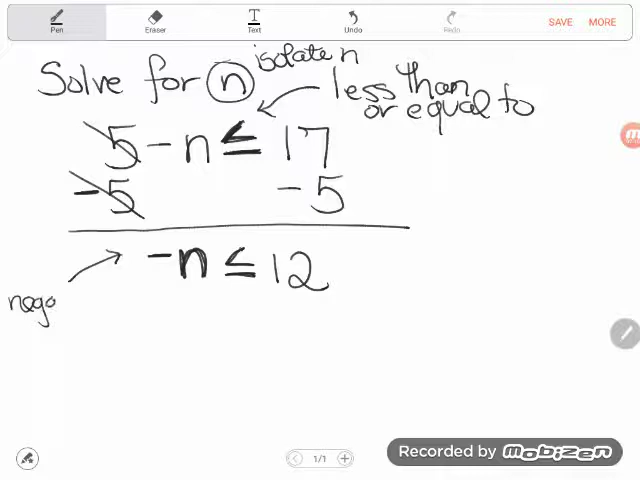 Pen Eraser Text Undo Redo SAVE MORE
isolate n
Solve for n
less than
or equal to
5 - n ≤ 17
-5 -5
-n ≤ 12
nega
1/1
Recorded by mobizen